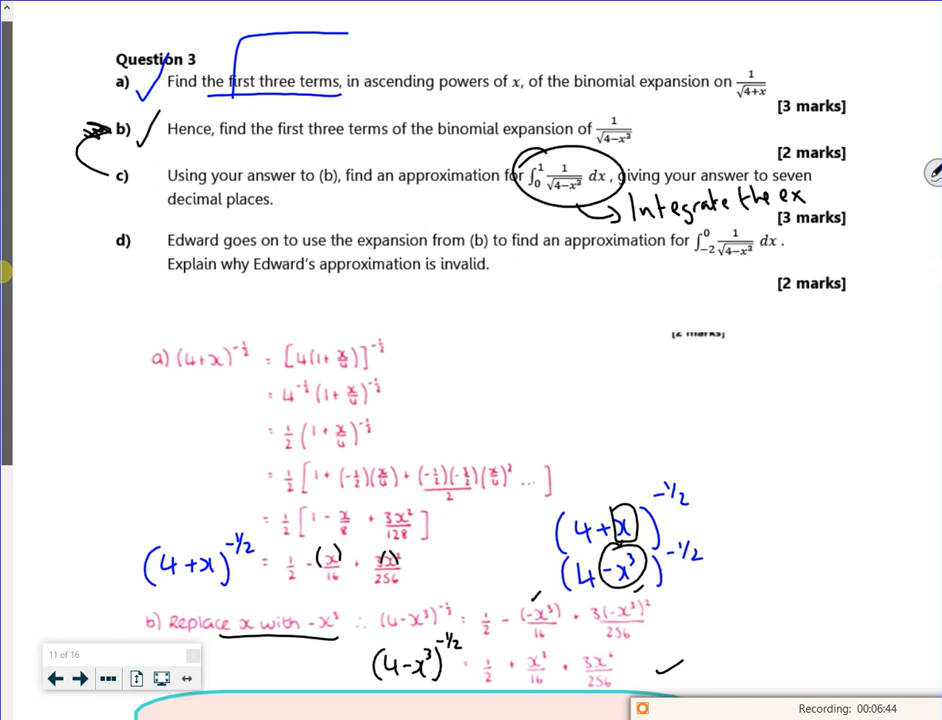 Question 3
a) Find the first three terms, in ascending powers of x, of the binomial expansion on 1/√(4+x)
[3 marks]
b) Hence, find the first three terms of the binomial expansion of 1/√(4−x³)
[2 marks]
c) Using your answer to (b), find an approximation for ∫₀¹ 1/√(4−x³) dx, giving your answer to seven
decimal places.
Integrate the ex
[3 marks]
d) Edward goes on to use the expansion from (b) to find an approximation for ∫₋₂⁰ 1/√(4−x³) dx.
Explain why Edward's approximation is invalid.
[2 marks]
a) (4+x)^-½ = [4(1+x/4)]^-½
= 4^-½ (1+x/4)^-½
= ½ (1+x/4)^-½
= ½ [1 + (-½)(x/4) + (-½)(-3/2)/2 (x/4)² ...]
= ½ [1 - x/8 + 3x²/128]
(4+x)^-1/2 = 1/2 - (x)/16 + 3(x)²/256
(4+x)^-1/2
(4-x³)^-1/2
b) Replace x with -x³ ∴ (4-x³)^-½ = 1/2 - (-x³)/16 + 3(-x³)²/256
(4-x³)^-1/2 = 1/2 + x³/16 + 3x⁶/256
11 of 16
Recording: 00:06:44